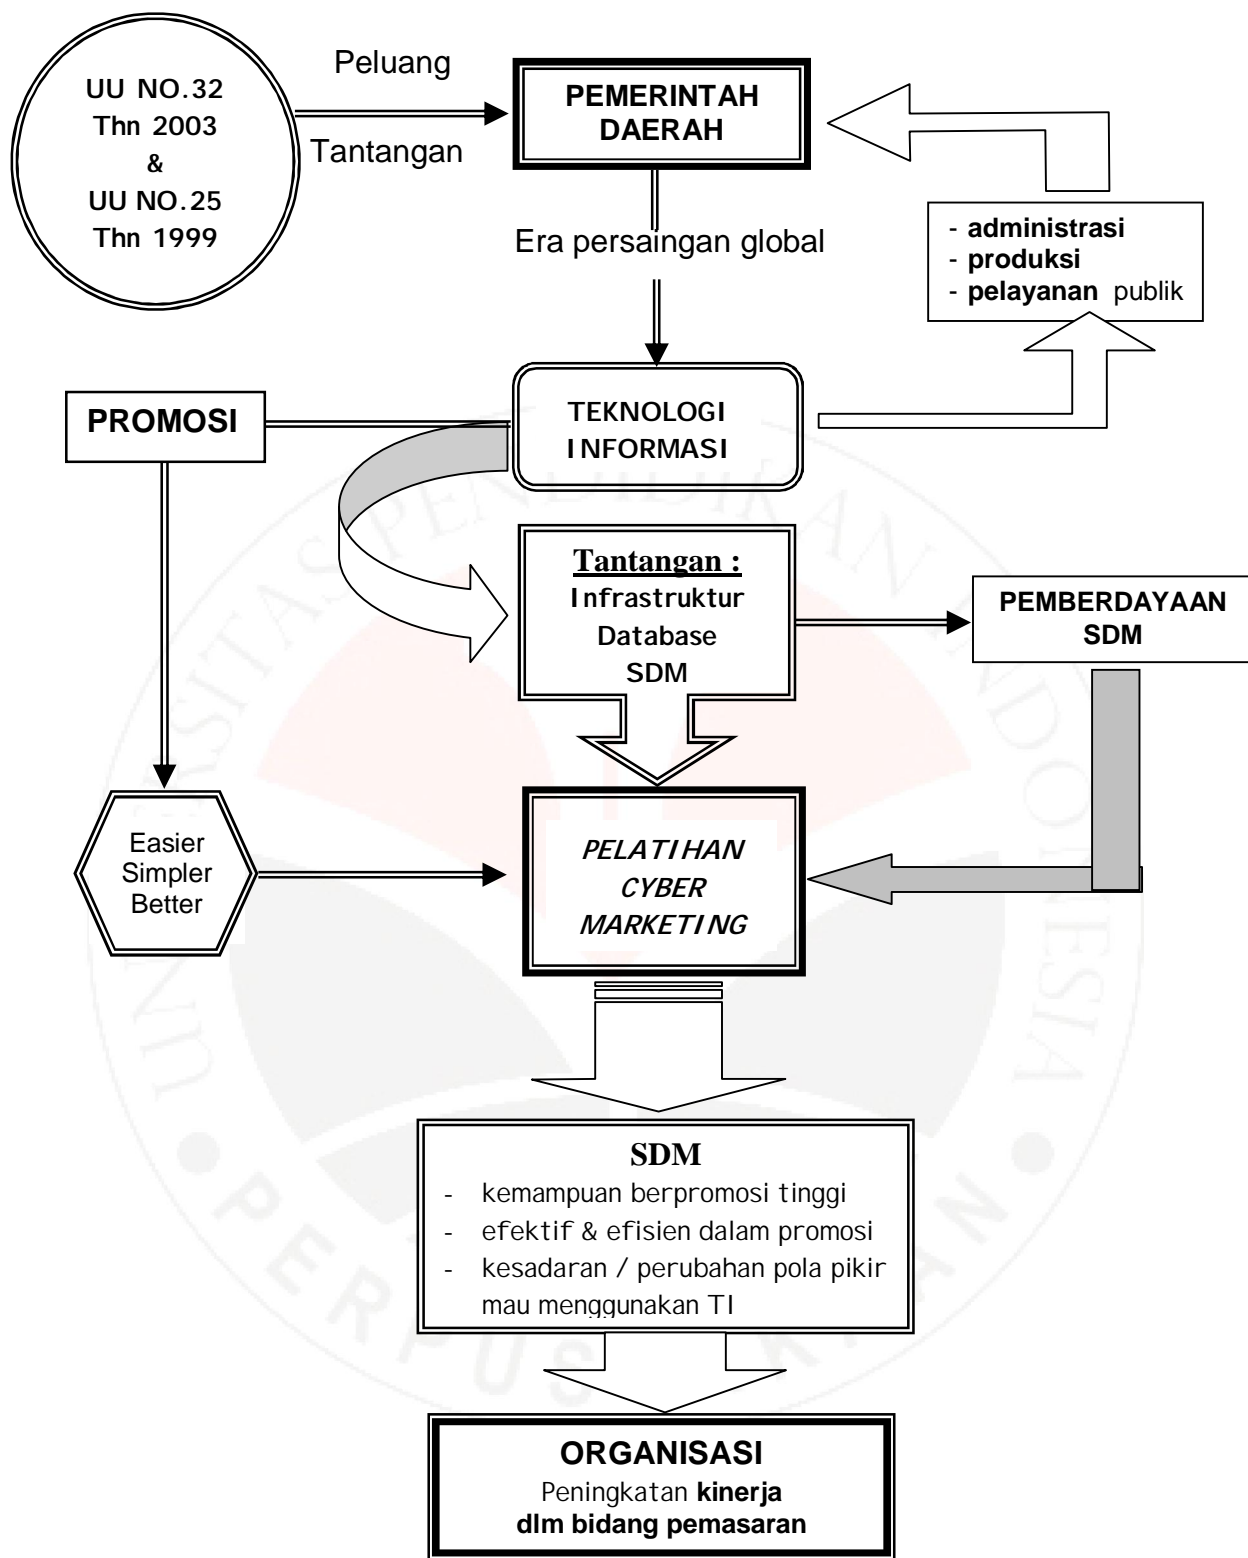 UU NO.32
Thn 2003
&
UU NO.25
Thn 1999
Peluang
Tantangan
PEMERINTAH
DAERAH
Era persaingan global
- administrasi
- produksi
- pelayanan publik
PROMOSI
TEKNOLOGI
INFORMASI
Tantangan :
Infrastruktur
Database
SDM
PEMBERDAYAAN
SDM
Easier
Simpler
Better
PELATIHAN
CYBER
MARKETING
SDM
- kemampuan berpromosi tinggi
- efektif & efisien dalam promosi
- kesadaran / perubahan pola pikir
mau menggunakan TI
ORGANISASI
Peningkatan kinerja
dlm bidang pemasaran
UNIVERSITAS PENDIDIKAN INDONESIA